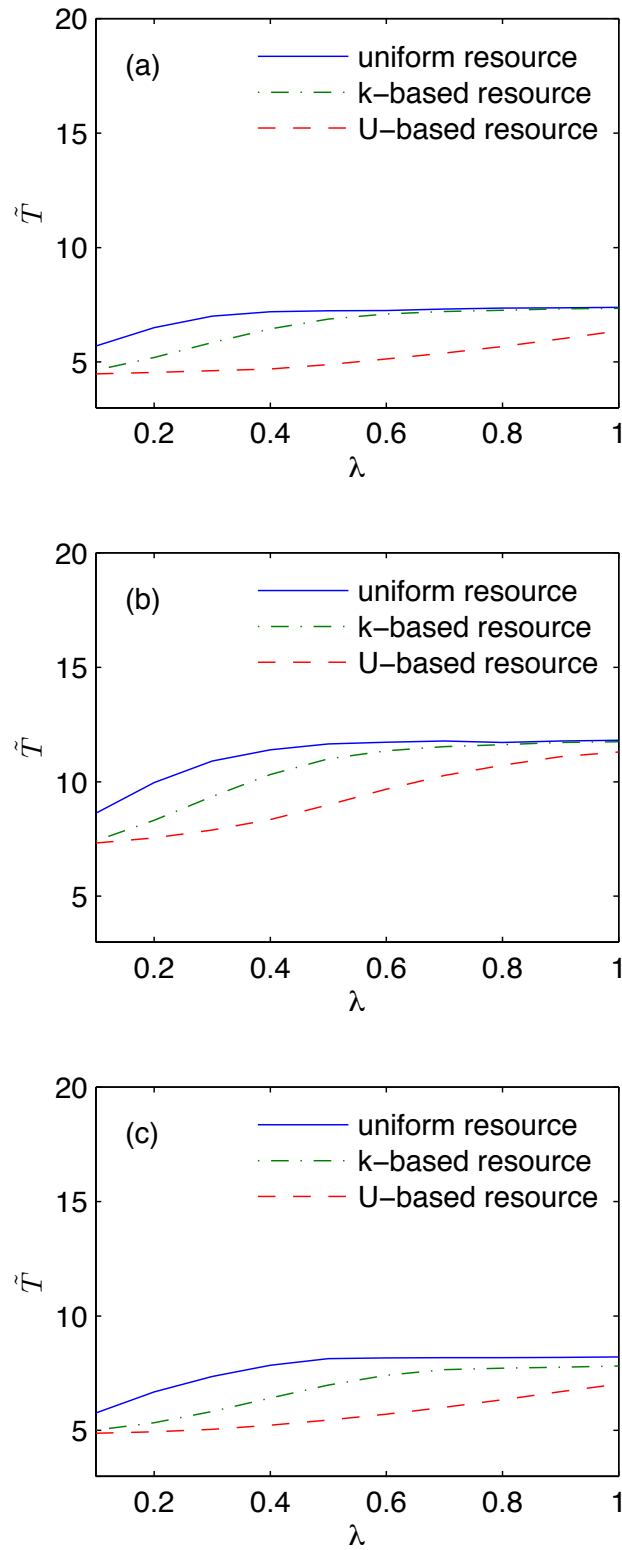 20
(a)
uniform resource
k−based resource
U−based resource
15
T̃
10
5
0.2 0.4 0.6 0.8 1
λ
20
(b)
uniform resource
k−based resource
U−based resource
15
T̃
10
5
0.2 0.4 0.6 0.8 1
λ
20
(c)
uniform resource
k−based resource
U−based resource
15
T̃
10
5
0.2 0.4 0.6 0.8 1
λ